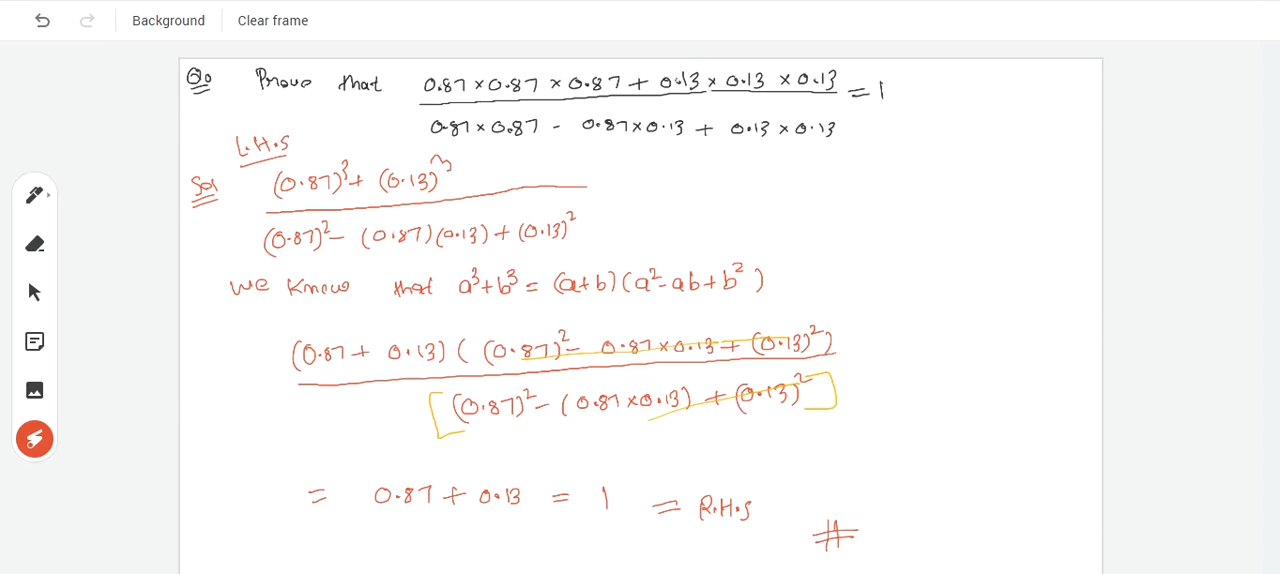 Background Clear frame
Qo Prove that 0.87 × 0.87 × 0.87 + 0.13 × 0.13 × 0.13 = 1
0.87 × 0.87 - 0.87 × 0.13 + 0.13 × 0.13
L.H.S
Sol (0.87)³ + (0.13)³
(0.87)² - (0.87) (0.13) + (0.13)²
We know that a³ + b³ = (a+b) (a² - ab + b²)
(0.87 + 0.13) ( (0.87)² - 0.87 × 0.13 + (0.13)²)
[(0.87)² - (0.87 × 0.13) + (0.13)²]
= 0.87 + 0.13 = 1 = R.H.S
#